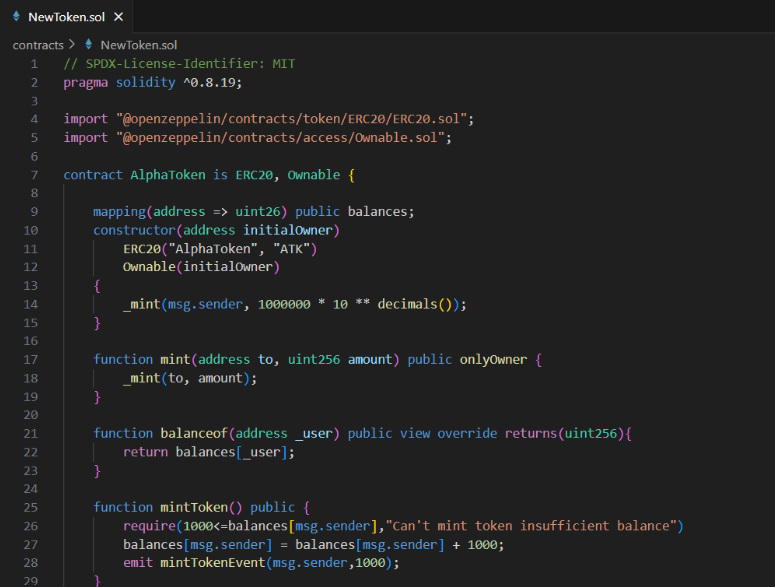 NewToken.sol ×
contracts > NewToken.sol
1 // SPDX-License-Identifier: MIT
2 pragma solidity ^0.8.19;
3
4 import "@openzeppelin/contracts/token/ERC20/ERC20.sol";
5 import "@openzeppelin/contracts/access/Ownable.sol";
6
7 contract AlphaToken is ERC20, Ownable {
8
9 mapping(address => uint26) public balances;
10 constructor(address initialOwner)
11 ERC20("AlphaToken", "ATK")
12 Ownable(initialOwner)
13 {
14 _mint(msg.sender, 1000000 * 10 ** decimals());
15 }
16
17 function mint(address to, uint256 amount) public onlyOwner {
18 _mint(to, amount);
19 }
20
21 function balanceof(address _user) public view override returns(uint256){
22 return balances[_user];
23 }
24
25 function mintToken() public {
26 require(1000<=balances[msg.sender],"Can't mint token insufficient balance")
27 balances[msg.sender] = balances[msg.sender] + 1000;
28 emit mintTokenEvent(msg.sender,1000);
29 }